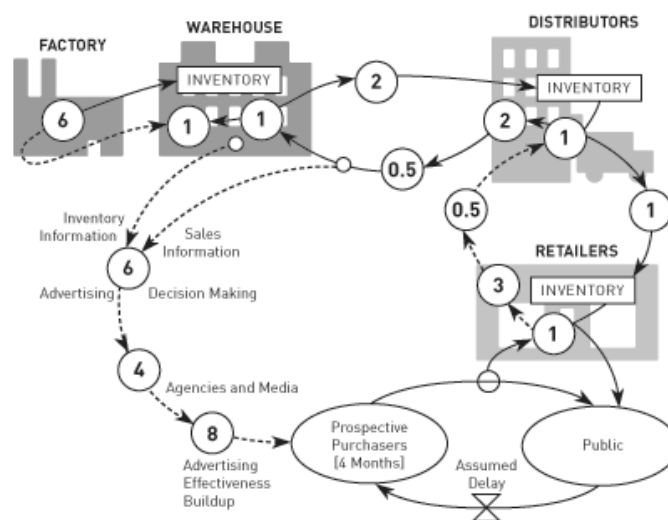 FACTORY
WAREHOUSE
DISTRIBUTORS
INVENTORY
INVENTORY
6
1
1
2
2
1
0.5
0.5
1
Inventory
Information
Sales
Information
6
Advertising
Decision Making
RETAILERS
3
INVENTORY
1
4
Agencies and Media
8
Advertising
Effectiveness
Buildup
Prospective
Purchasers
[4 Months]
Assumed
Delay
Public